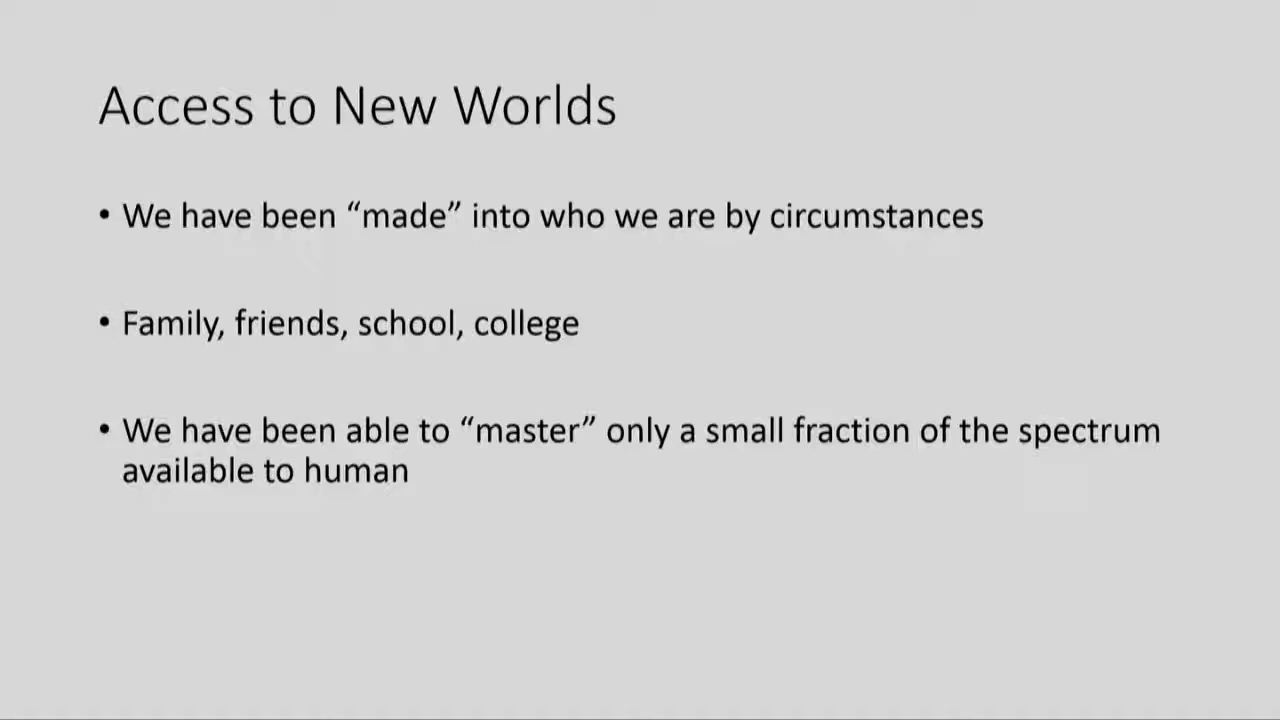 Access to New Worlds
• We have been “made” into who we are by circumstances
• Family, friends, school, college
• We have been able to “master” only a small fraction of the spectrum
available to human